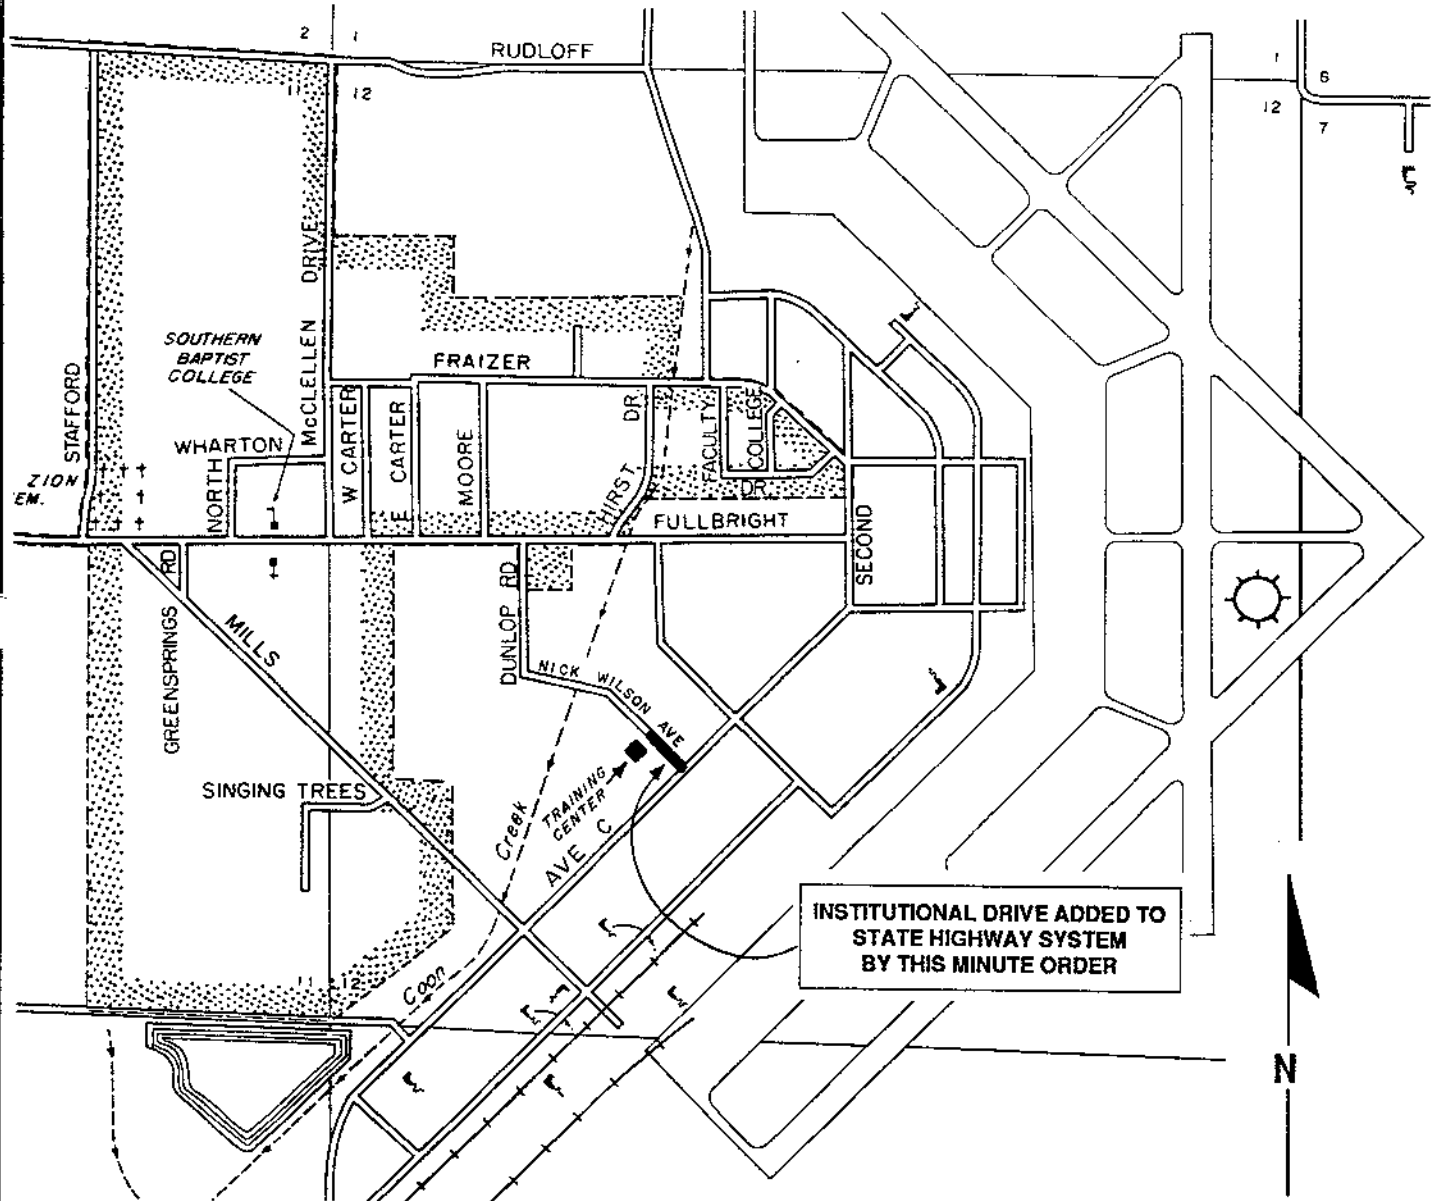 2 1
RUDLOFF
11 12
1 6
12 7
McCLELLEN DRIVE
SOUTHERN
BAPTIST
COLLEGE
STAFFORD
FRAIZER
WHARTON
NORTH
W CARTER
E CARTER
MOORE
HIRST DR.
FACULTY
COLLEGE
DR.
ZION
EM.
FULLBRIGHT
SECOND
GREENSPRINGS RD
MILLS
DUNLOP RD
NICK WILSON AVE
SINGING TREES
TRAINING
CENTER
AVE C
Coon Creek
11 12
INSTITUTIONAL DRIVE ADDED TO
STATE HIGHWAY SYSTEM
BY THIS MINUTE ORDER
N